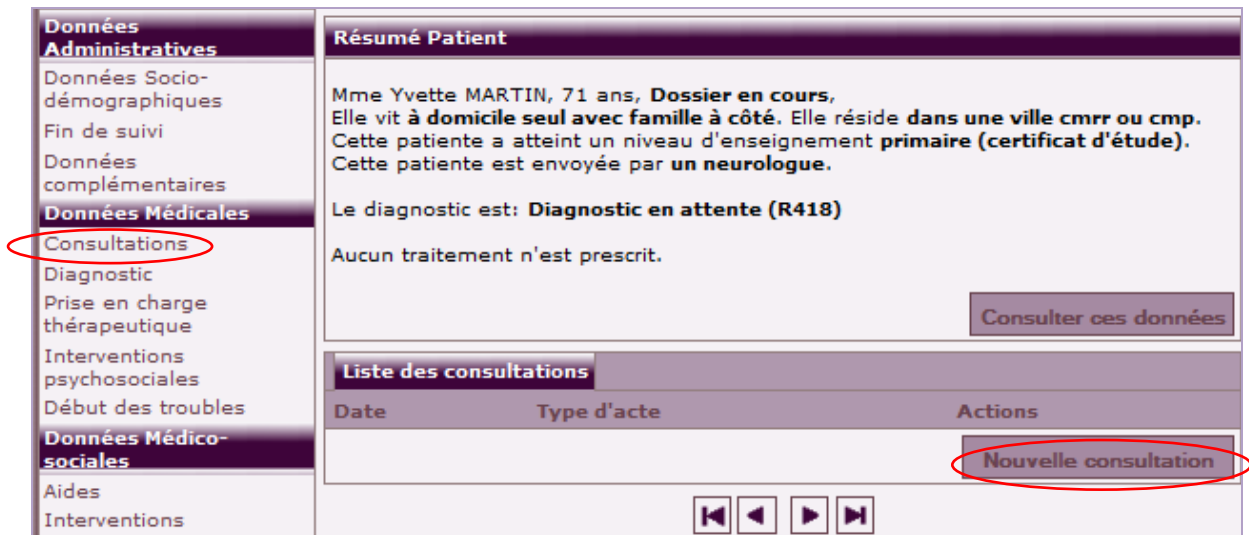 Données
Administratives
Données Socio-
démographiques
Fin de suivi
Données
complémentaires
Données Médicales
Consultations
Diagnostic
Prise en charge
thérapeutique
Interventions
psychosociales
Début des troubles
Données Médico-
sociales
Aides
Interventions
Résumé Patient
Mme Yvette MARTIN, 71 ans, Dossier en cours,
Elle vit à domicile seul avec famille à côté. Elle réside dans une ville cmrr ou cmp.
Cette patiente a atteint un niveau d'enseignement primaire (certificat d'étude).
Cette patiente est envoyée par un neurologue.
Le diagnostic est: Diagnostic en attente (R418)
Aucun traitement n'est prescrit.
Consulter ces données
Liste des consultations
Date Type d'acte Actions
Nouvelle consultation